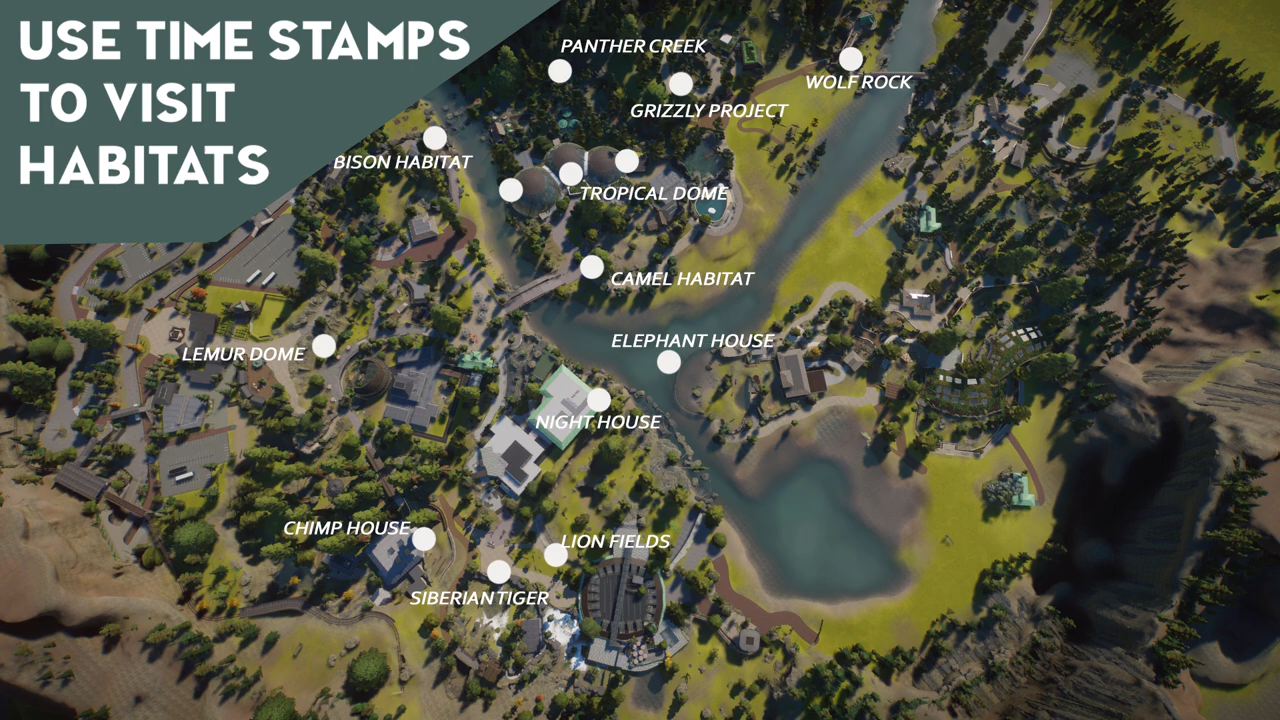 USE TIME STAMPS
TO VISIT
HABITATS
PANTHER CREEK
WOLF ROCK
GRIZZLY PROJECT
BISON HABITAT
TROPICAL DOME
CAMEL HABITAT
ELEPHANT HOUSE
LEMUR DOME
NIGHT HOUSE
CHIMP HOUSE
LION FIELDS
SIBERIAN TIGER